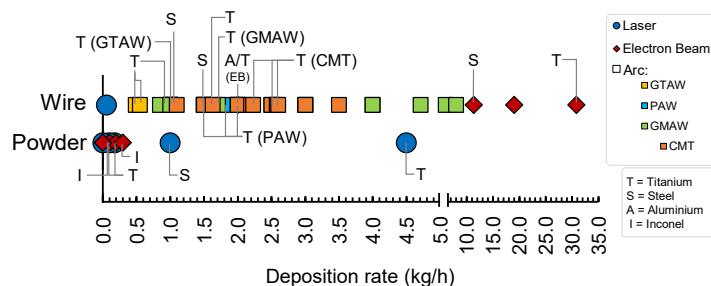 S T
T (GTAW) T (GMAW)
T S A/T T (CMT) S T
(EB)
Wire
T (PAW)
Powder
I
I T S T
0.0 0.5 1.0 1.5 2.0 2.5 3.0 3.5 4.0 4.5 5.0 10.0 15.0 20.0 25.0 30.0 35.0
Deposition rate (kg/h)
Laser
Electron Beam
Arc:
GTAW
PAW
GMAW
CMT
T = Titanium
S = Steel
A = Aluminium
I = Inconel